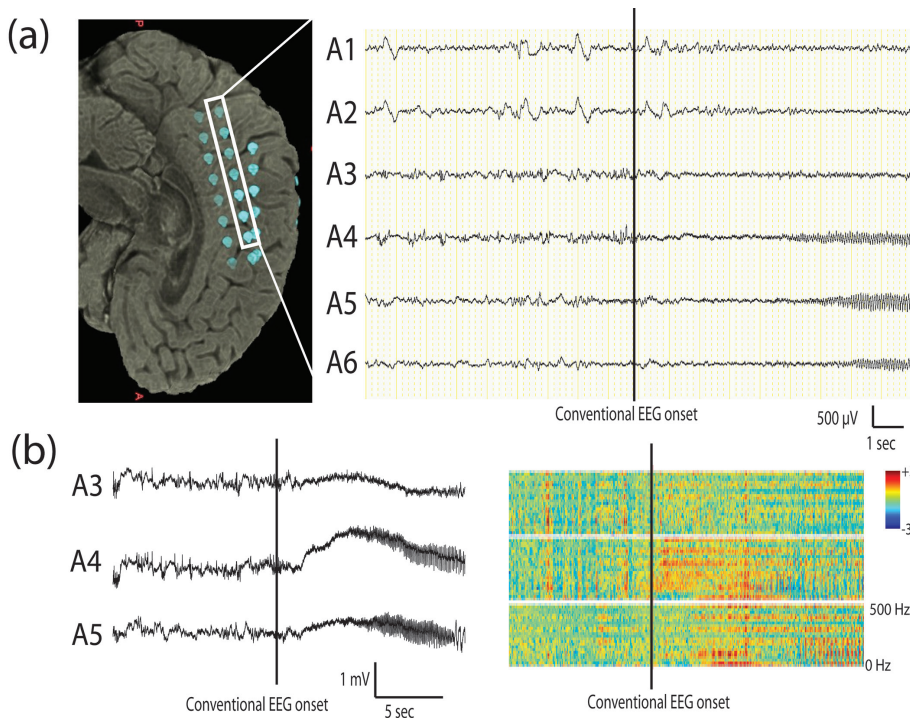 (a)
P
A
A1
A2
A3
A4
A5
A6
Conventional EEG onset
500 µV
1 sec
(b)
A3
A4
A5
Conventional EEG onset
1 mV
5 sec
+
-3
500 Hz
0 Hz
Conventional EEG onset